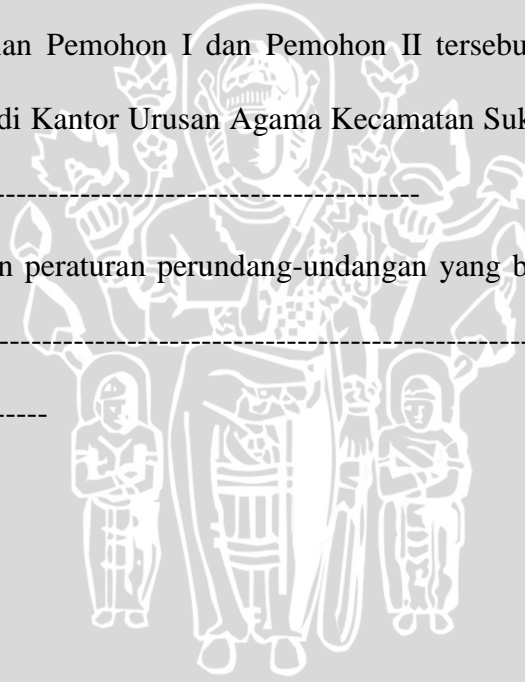 an Pemohon I dan Pemohon II tersebu
di Kantor Urusan Agama Kecamatan Suk
------------------------------------------
n peraturan perundang-undangan yang b
----------------------------------------------------
-----